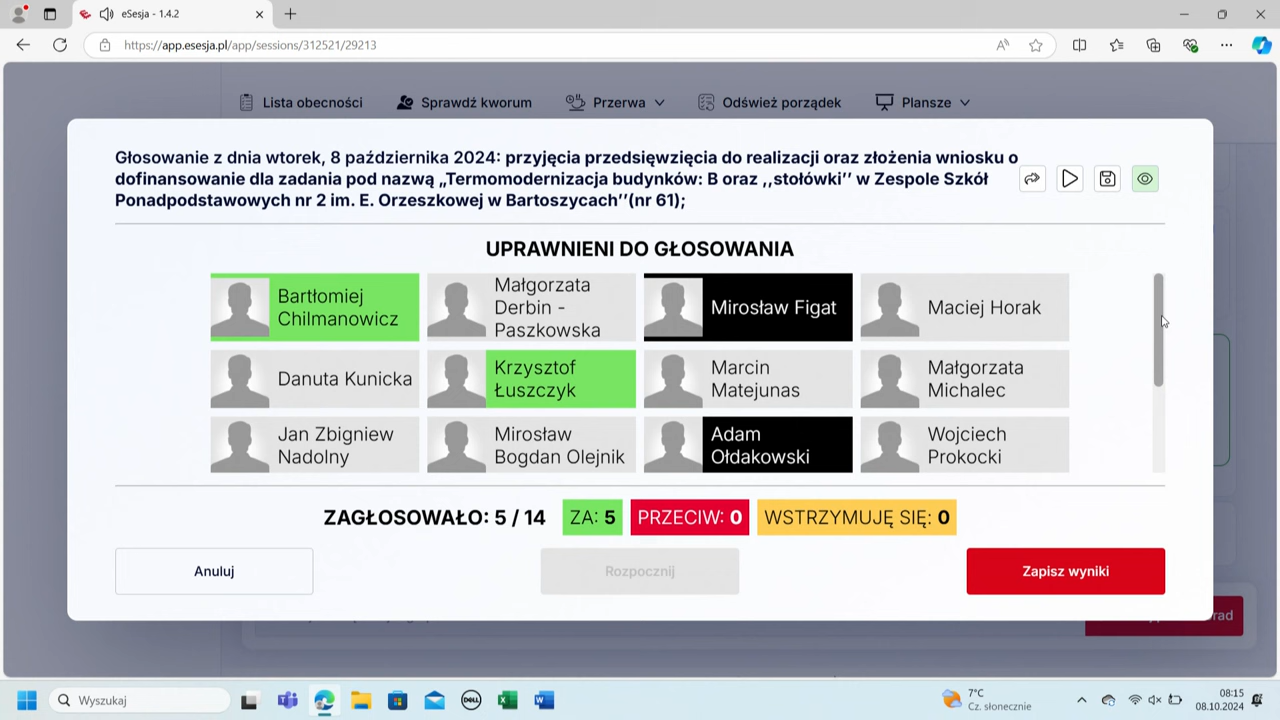 eSesja - 1.4.2
https://app.esesja.pl/app/sessions/312521/29213
Lista obecności
Sprawdź kworum
Przerwa
Odśwież porządek
Plansze
Głosowanie z dnia wtorek, 8 października 2024: przyjęcia przedsięwzięcia do realizacji oraz złożenia wniosku o
dofinansowanie dla zadania pod nazwą „Termomodernizacja budynków: B oraz ,,stołówki’’ w Zespole Szkół
Ponadpodstawowych nr 2 im. E. Orzeszkowej w Bartoszycach’’(nr 61);
UPRAWNIENI DO GŁOSOWANIA
Bartłomiej
Chilmanowicz
Małgorzata
Derbin -
Paszkowska
Mirosław Figat
Maciej Horak
Danuta Kunicka
Krzysztof
Łuszczyk
Marcin
Matejunas
Małgorzata
Michalec
Jan Zbigniew
Nadolny
Mirosław
Bogdan Olejnik
Adam
Ołdakowski
Wojciech
Prokocki
ZAGŁOSOWAŁO: 5 / 14
ZA: 5
PRZECIW: 0
WSTRZYMUJĘ SIĘ: 0
Anuluj
Rozpocznij
Zapisz wyniki
rad
Wyszukaj
DELL
7°C
Cz. słonecznie
08:15
08.10.2024